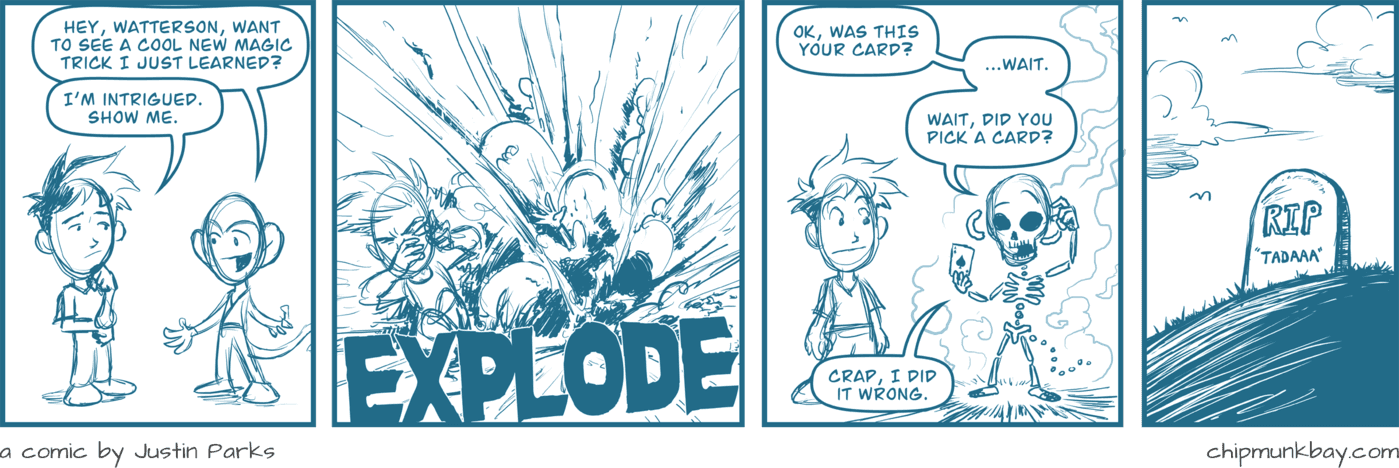 HEY, WATTERSON, WANT
TO SEE A COOL NEW MAGIC
TRICK I JUST LEARNED?
I'M INTRIGUED.
SHOW ME.
EXPLODE
OK, WAS THIS
YOUR CARD?
...WAIT.
WAIT, DID YOU
PICK A CARD?
CRAP, I DID
IT WRONG.
RIP
"TADAAA"
a comic by Justin Parks
chipmunkbay.com